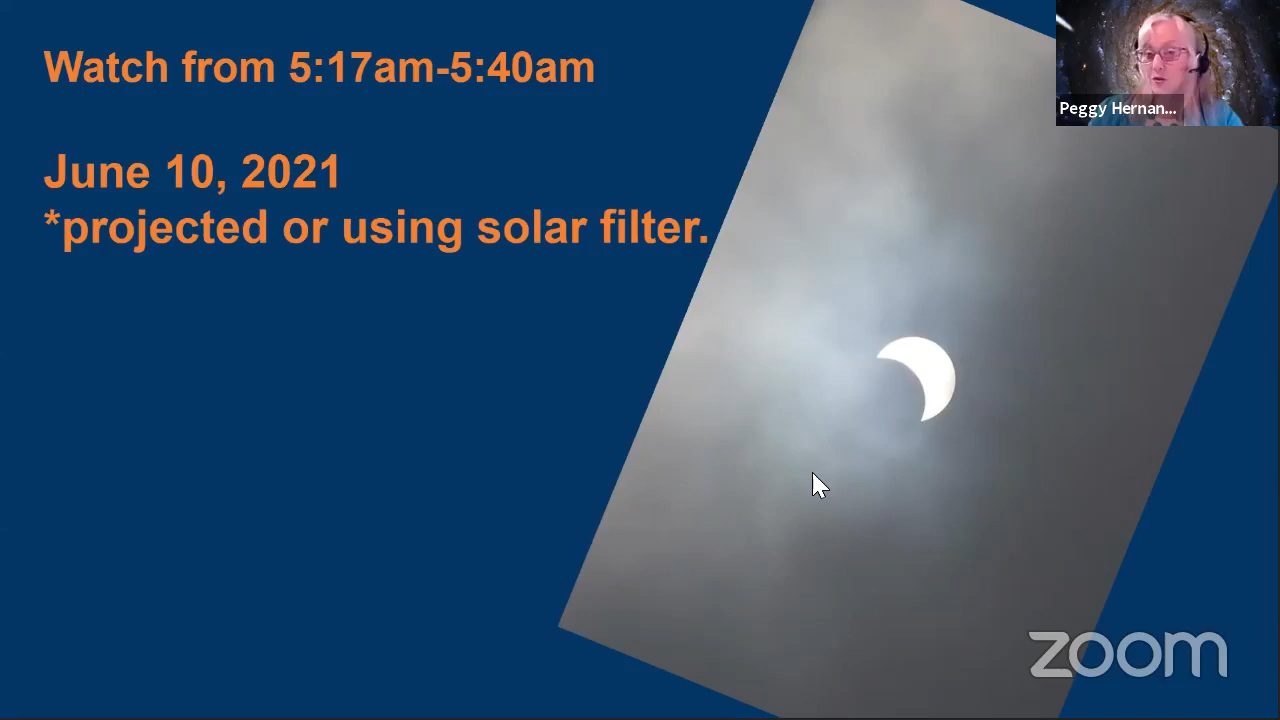 Watch from 5:17am-5:40am
June 10, 2021
*projected or using solar filter.
Peggy Hernan...
zoom